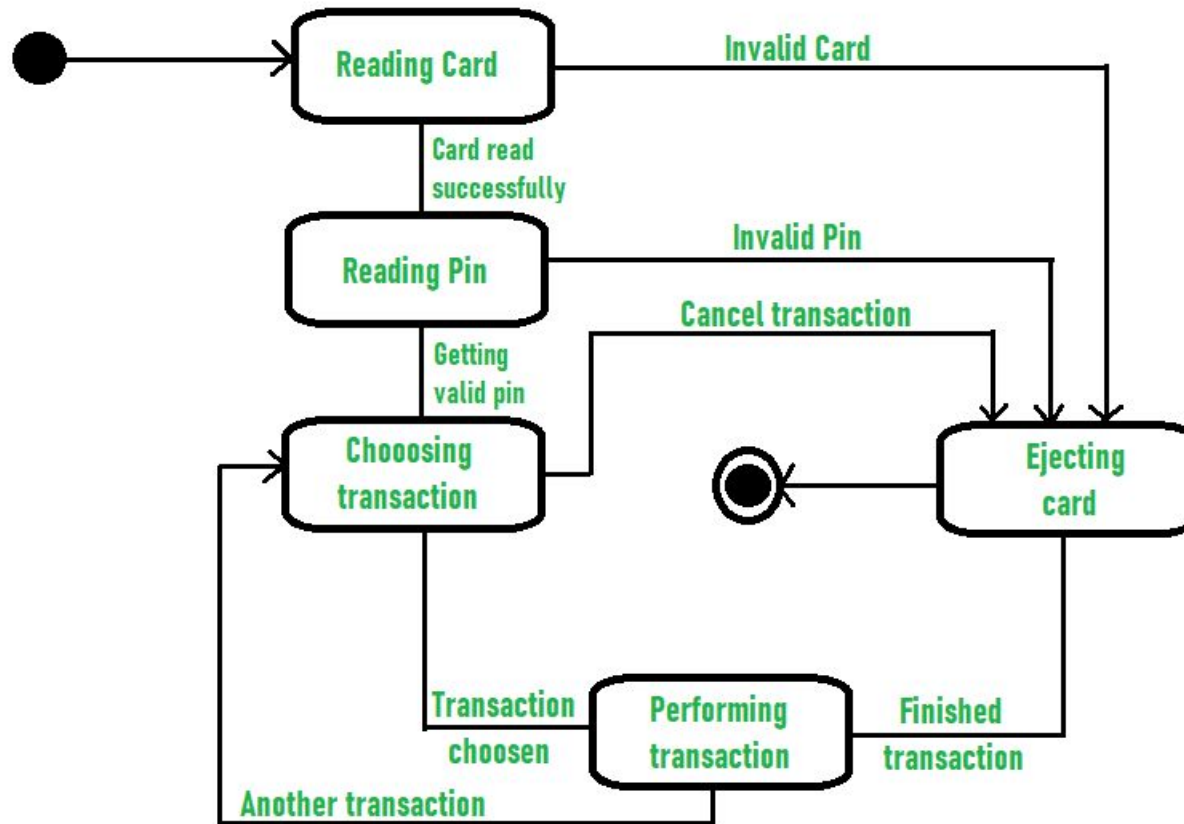 Reading Card
Invalid Card
Card read
successfully
Reading Pin
Invalid Pin
Cancel transaction
Getting
valid pin
Chooosing
transaction
Ejecting
card
Transaction
choosen
Performing
transaction
Finished
transaction
Another transaction